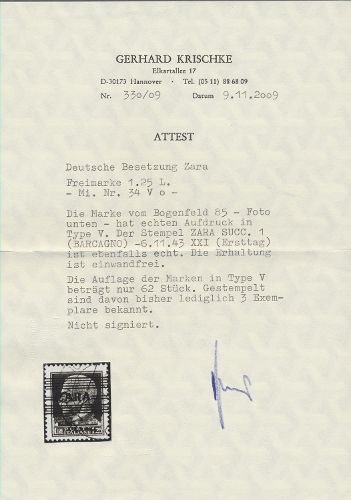 GERHARD KRISCHKE
Elkartallee 17
D-30173 Hannover · Tel. (05 11) 88 68 09
Nr. 330/09 Datum 9.11.2009
ATTEST
Deutsche Besetzung Zara
Freimarke 1.25 L.
- Mi. Nr. 34 V o -
Die Marke vom Bogenfeld 85 - Foto
unten - hat echten Aufdruck in
Type V. Der Stempel ZARA SUCC. 1
(BARCAGNO) -6.11.43 XXI (Ersttag)
ist ebenfalls echt. Die Erhaltung
ist einwandfrei.
Die Auflage der Marken in Type V
beträgt nur 62 Stück. Gestempelt
sind davon bisher lediglich 3 Exem-
plare bekannt.
Nicht signiert.
ZARA